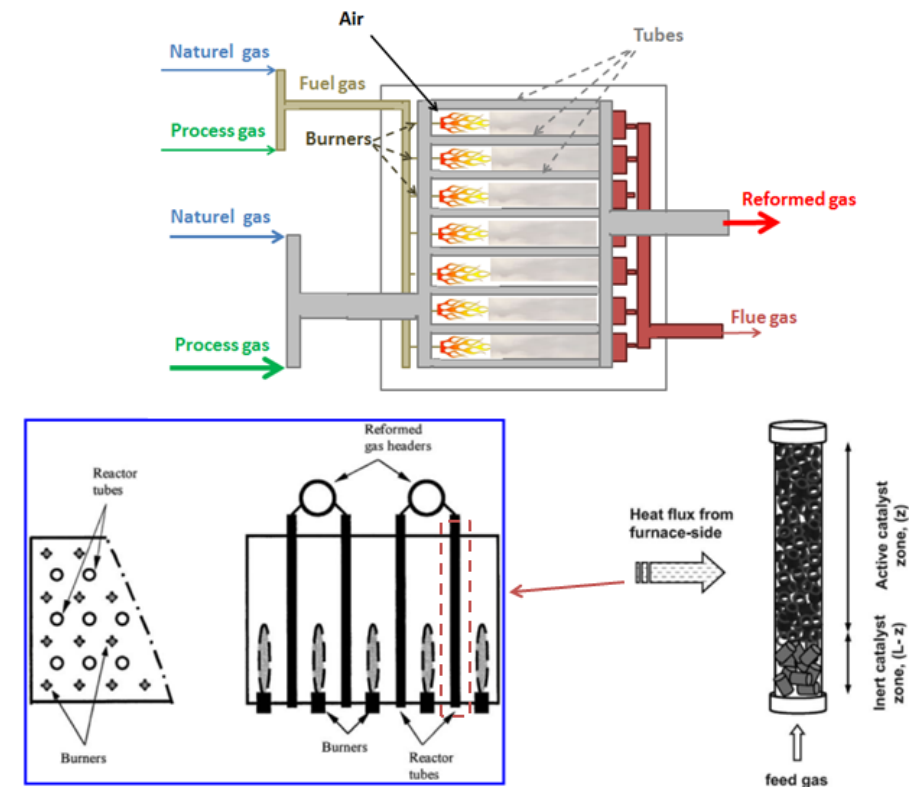 Air
Tubes
Naturel gas
Fuel gas
Process gas
Burners
Naturel gas
Reformed gas
Process gas
Flue gas
Reactor
tubes
Burners
Reformed
gas headers
Burners
Reactor
tubes
Heat flux from
furnace-side
Active catalyst
zone, (z)
Inert catalyst
zone, (L- z)
feed gas